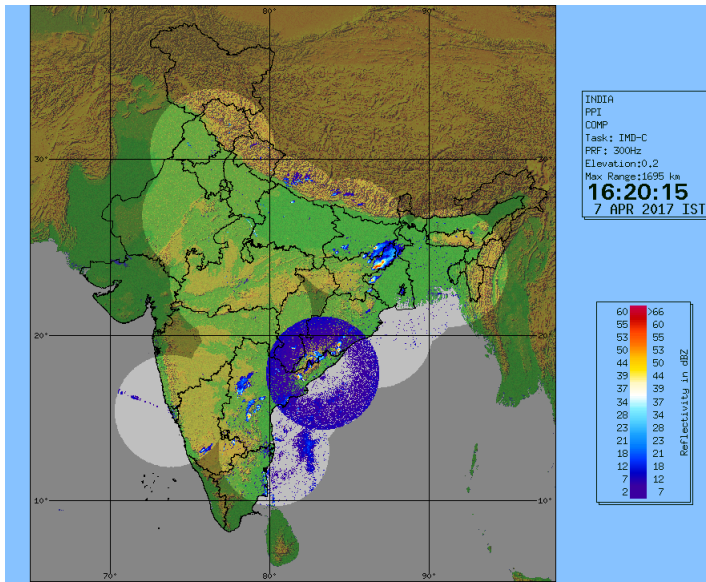 70° 80° 90°
INDIA
PPI
COMP
Task: IMD-C
PRF: 300Hz
Elevation:0.2
Max Range:1695 km
16:20:15
7 APR 2017 IST
30° 30°
20° 20°
10° 10°
70° 80° 90°
60 >66
55 60
53 55
50 53
44 50
39 44
37 39
34 37
28 34
23 28
21 23
18 21
12 18
7 12
2 7
Reflectivity in dBZ